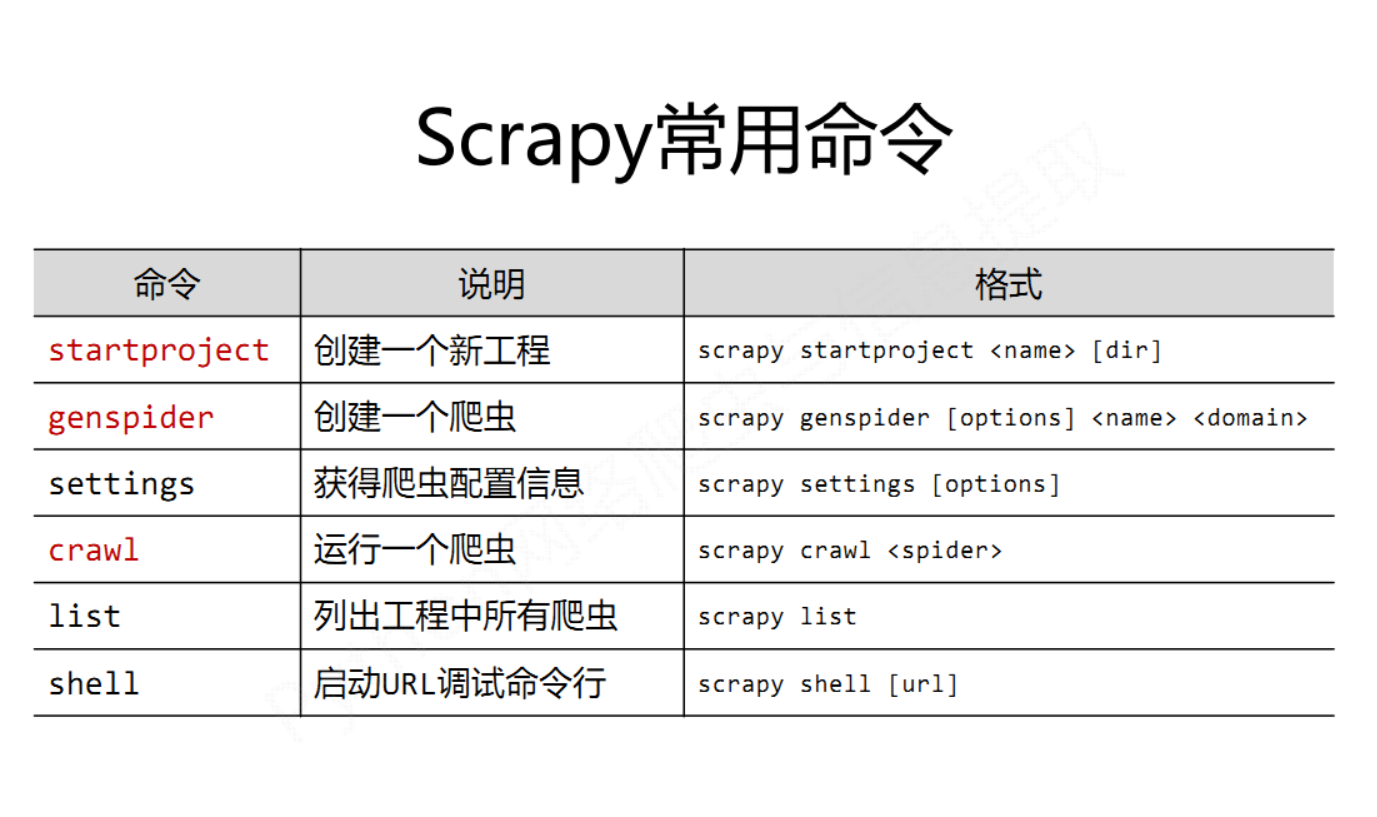 Scrapy常用命令
命令 说明 格式
startproject 创建一个新工程 scrapy startproject <name> [dir]
genspider 创建一个爬虫 scrapy genspider [options] <name> <domain>
settings 获得爬虫配置信息 scrapy settings [options]
crawl 运行一个爬虫 scrapy crawl <spider>
list 列出工程中所有爬虫 scrapy list
shell 启动URL调试命令行 scrapy shell [url]